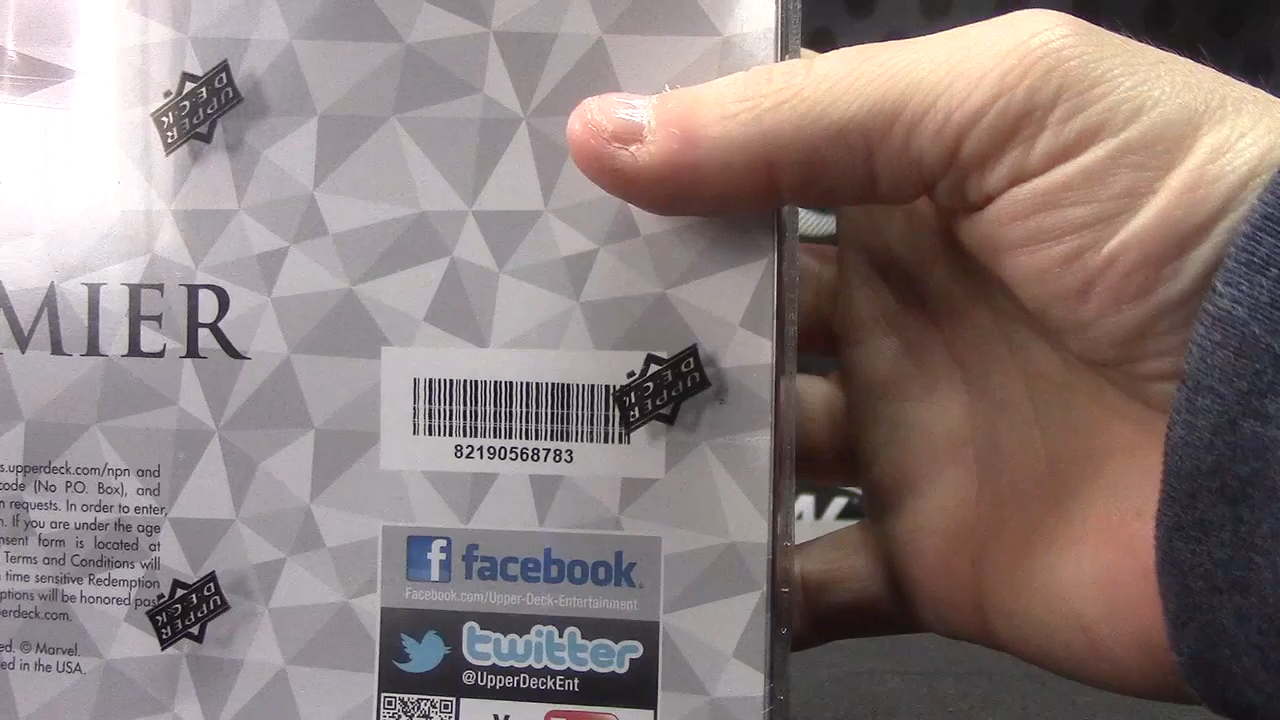 UPPER
D.E.C.K
MIER
UPPER
D.E.C.K
82190568783
s.upperdeck.com/npn and
code (No P.O. Box), and
n requests. In order to enter,
n. If you are under the age
nsent form is located at
Terms and Conditions will
time sensitive Redemption
ptions will be honored pas
erdeck.com.
UPPER
D.E.C.K
ed. © Marvel.
ed in the USA.
f facebook
Facebook.com/Upper-Deck-Entertainment
twitter
@UpperDeckEnt